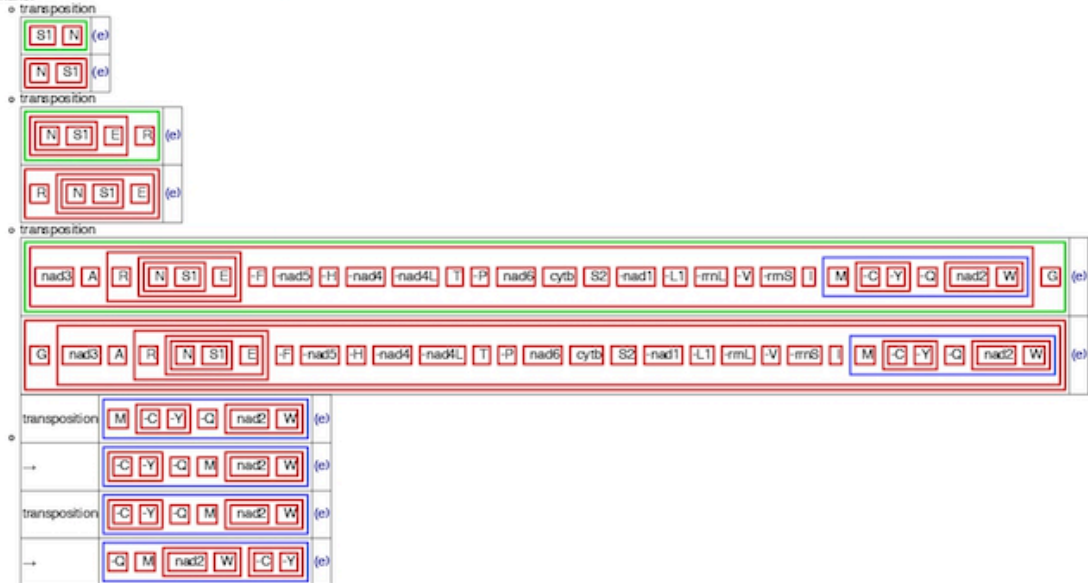 transposition
S1 N (e)
N S1 (e)
transposition
N S1 E R (e)
R N S1 E (e)
transposition
nad3 A R N S1 E -F -nad5 -H -nad4 -nad4L T -P nad6 cytb S2 -nad1 -L1 -rrnL -V -rrnS I M -C -Y -Q nad2 W G (e)
G nad3 A R N S1 E -F -nad5 -H -nad4 -nad4L T -P nad6 cytb S2 -nad1 -L1 -rrnL -V -rrnS I M -C -Y -Q nad2 W (e)
transposition M -C -Y -Q nad2 W (e)
→ -C -Y -Q M nad2 W (e)
transposition -C -Y -Q M nad2 W (e)
→ -Q M nad2 W -C -Y (e)